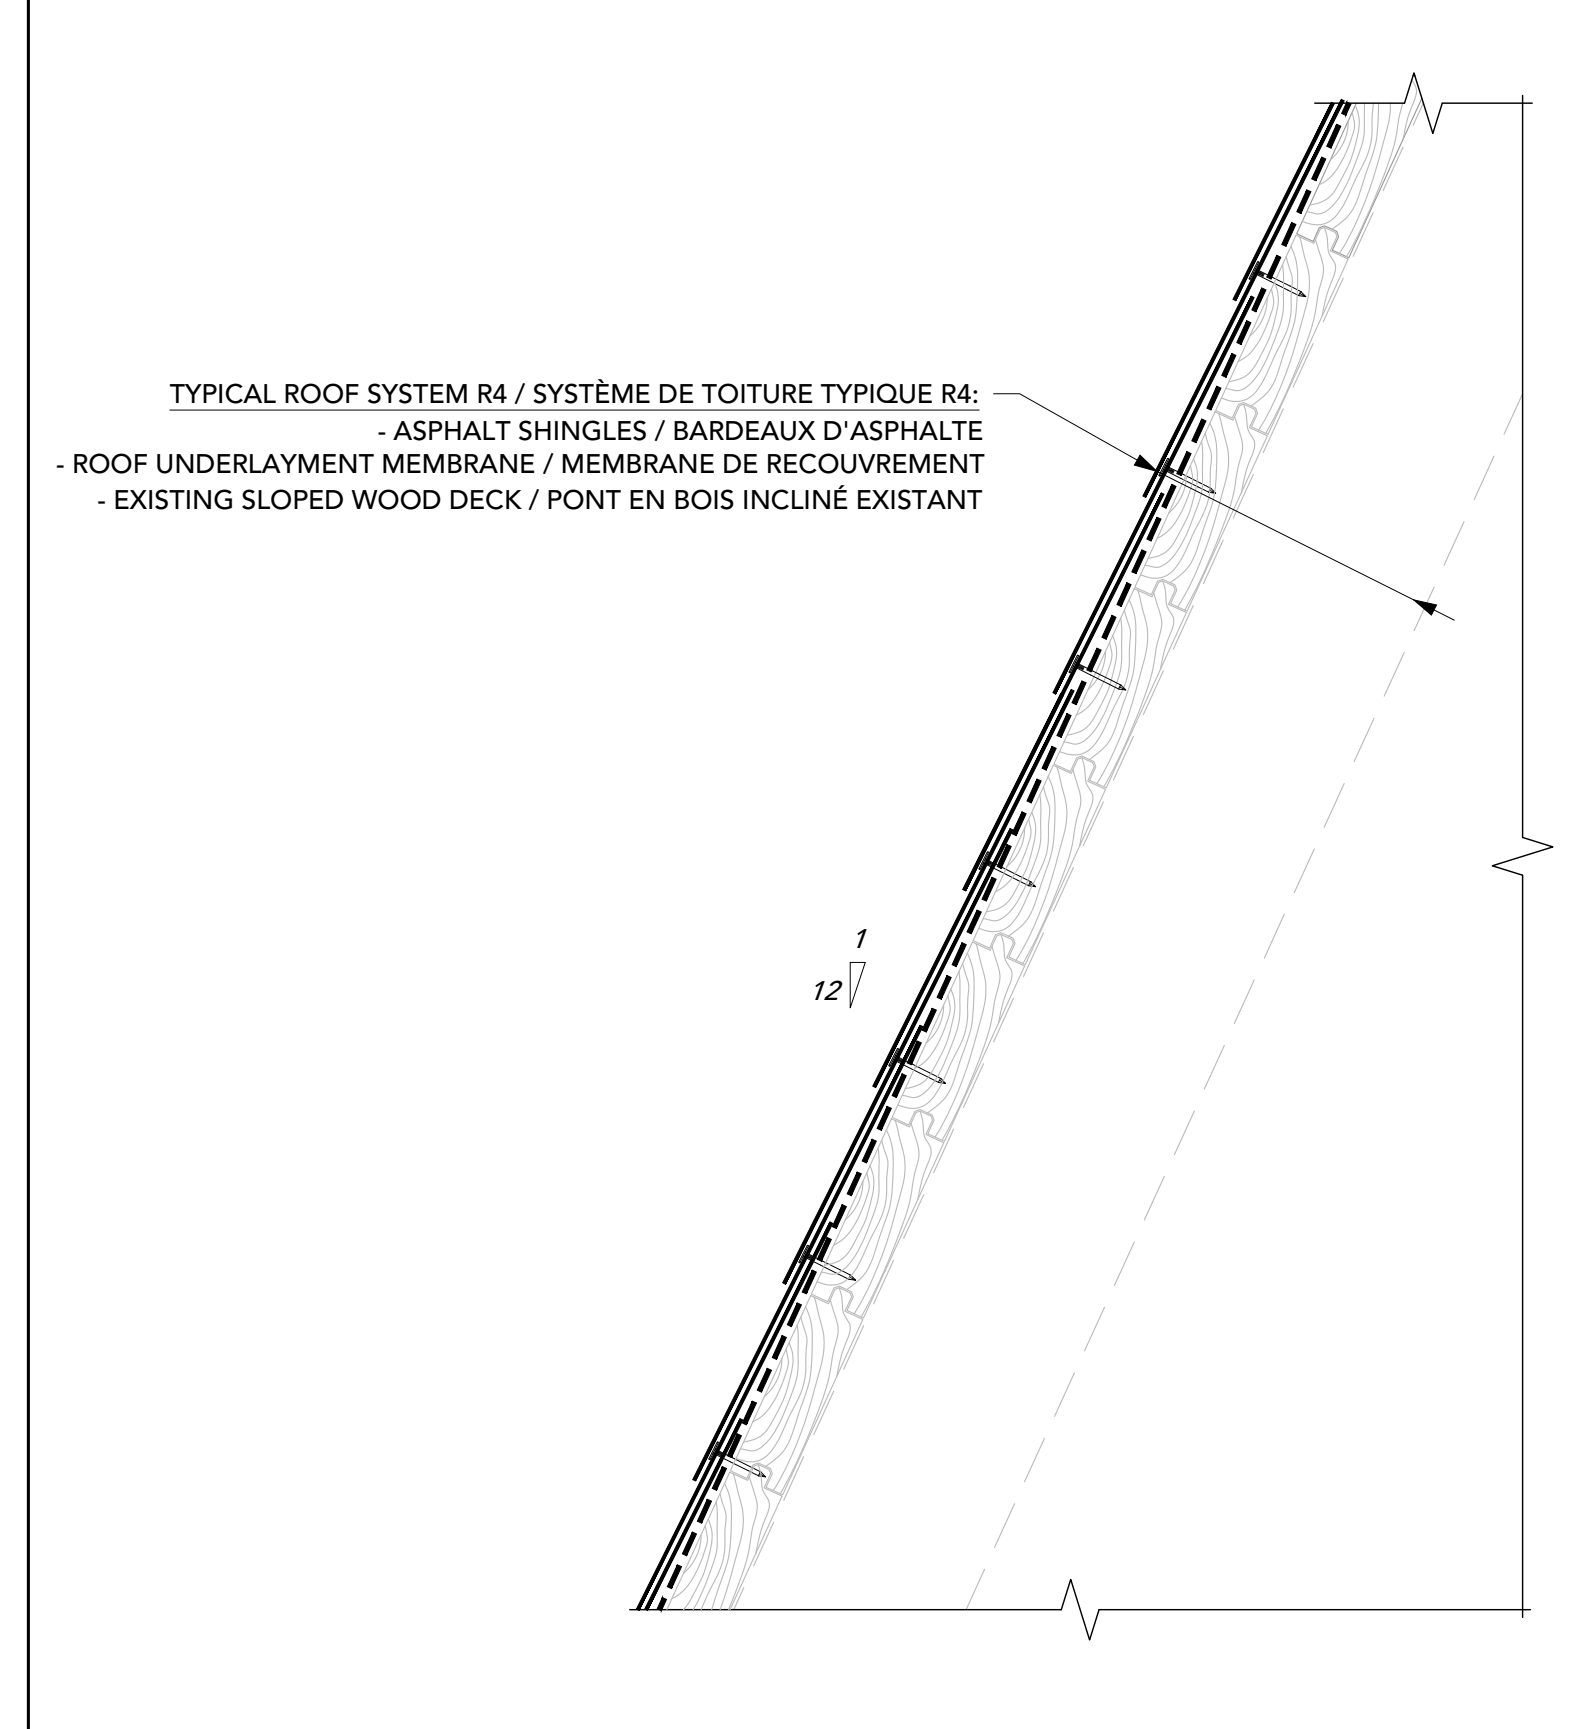 TYPICAL ROOF SYSTEM R4 / SYSTÈME DE TOITURE TYPIQUE R4:
- ASPHALT SHINGLES / BARDEAUX D'ASPHALTE
- ROOF UNDERLAYMENT MEMBRANE / MEMBRANE DE RECOUVREMENT
- EXISTING SLOPED WOOD DECK / PONT EN BOIS INCLINÉ EXISTANT
1
12